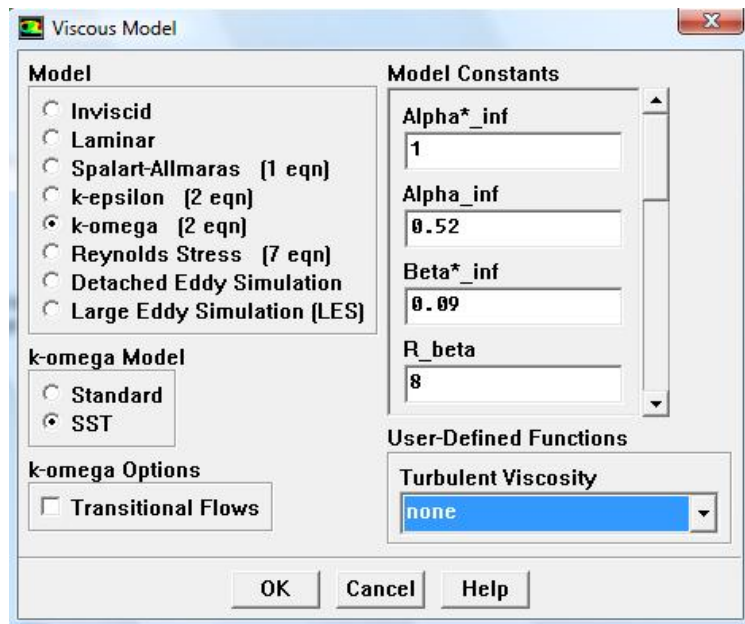 Viscous Model
Model
Inviscid
Laminar
Spalart-Allmaras (1 eqn)
k-epsilon (2 eqn)
k-omega (2 eqn)
Reynolds Stress (7 eqn)
Detached Eddy Simulation
Large Eddy Simulation (LES)
k-omega Model
Standard
SST
k-omega Options
Transitional Flows
Model Constants
Alpha*_inf
1
Alpha_inf
0.52
Beta*_inf
0.09
R_beta
8
User-Defined Functions
Turbulent Viscosity
none
OK Cancel Help